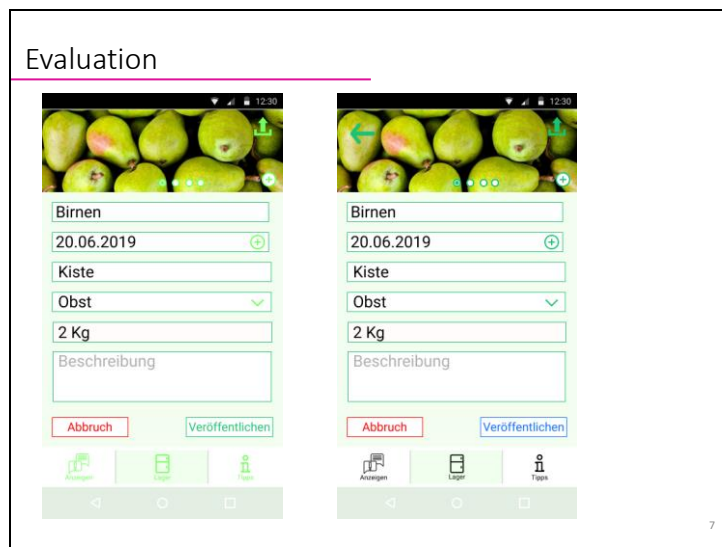 Evaluation
12:30
Birnen
20.06.2019
Kiste
Obst
2 Kg
Beschreibung
Abbruch Veröffentlichen
Anzeigen Lager Tipps
12:30
Birnen
20.06.2019
Kiste
Obst
2 Kg
Beschreibung
Abbruch Veröffentlichen
Anzeigen Lager Tipps
7